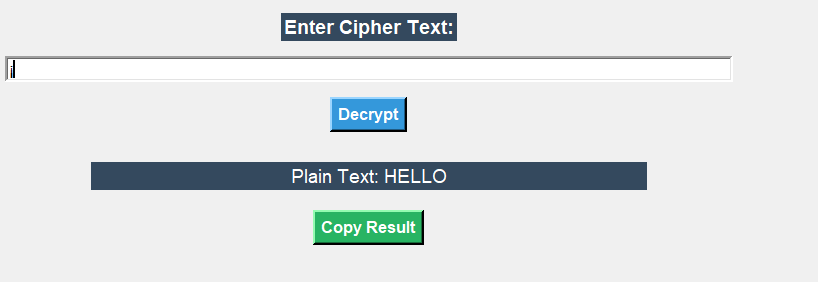 Enter Cipher Text:
Decrypt
Plain Text: HELLO
Copy Result